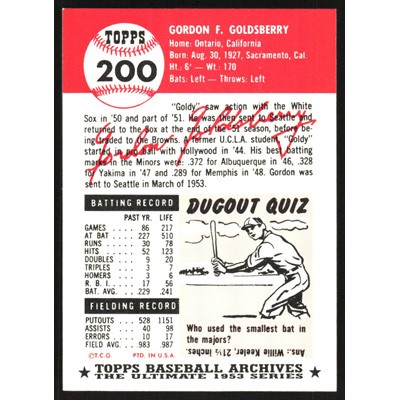 TOPPS
200
GORDON F. GOLDSBERRY
Home: Ontario, California
Born: Aug. 30, 1927, Sacramento, Cal.
Ht.: 6' — Wt.: 170
Bats: Left — Throws: Left
"Goldy" saw action with the White
Sox in '50 and part of '51. He was then sent to Seattle and
returned to the Sox at the end of the '51 season, before be-
ing traded to the Browns. A former U.C.L.A. student "Goldy"
broke into pro-ball with Hollywood in '44. His best batting
marks in the Minors were: .372 for Albuquerque in '46, .328
for Yakima in '47 and .289 for Memphis in '48. Gordon was
sent to Seattle in March of 1953.
Gordon Goldsberry
BATTING RECORD
PAST YR. LIFE
GAMES 86 217
AT BAT 227 510
RUNS 30 78
HITS 52 123
DOUBLES 9 20
TRIPLES 3 7
HOMERS 3 6
R. B. I. 17 56
BAT. AVG. .229 .241
FIELDING RECORD
PUTOUTS 528 1151
ASSISTS 40 98
ERRORS 10 17
FIELD AVG. .983 .987
©T.C.G. PTD. IN U.S.A
DUGOUT QUIZ
Who used the smallest bat in
the majors?
Ans.: Willie Keeler, 21½ inches.
TOPPS BASEBALL ARCHIVES
THE ULTIMATE 1953 SERIES